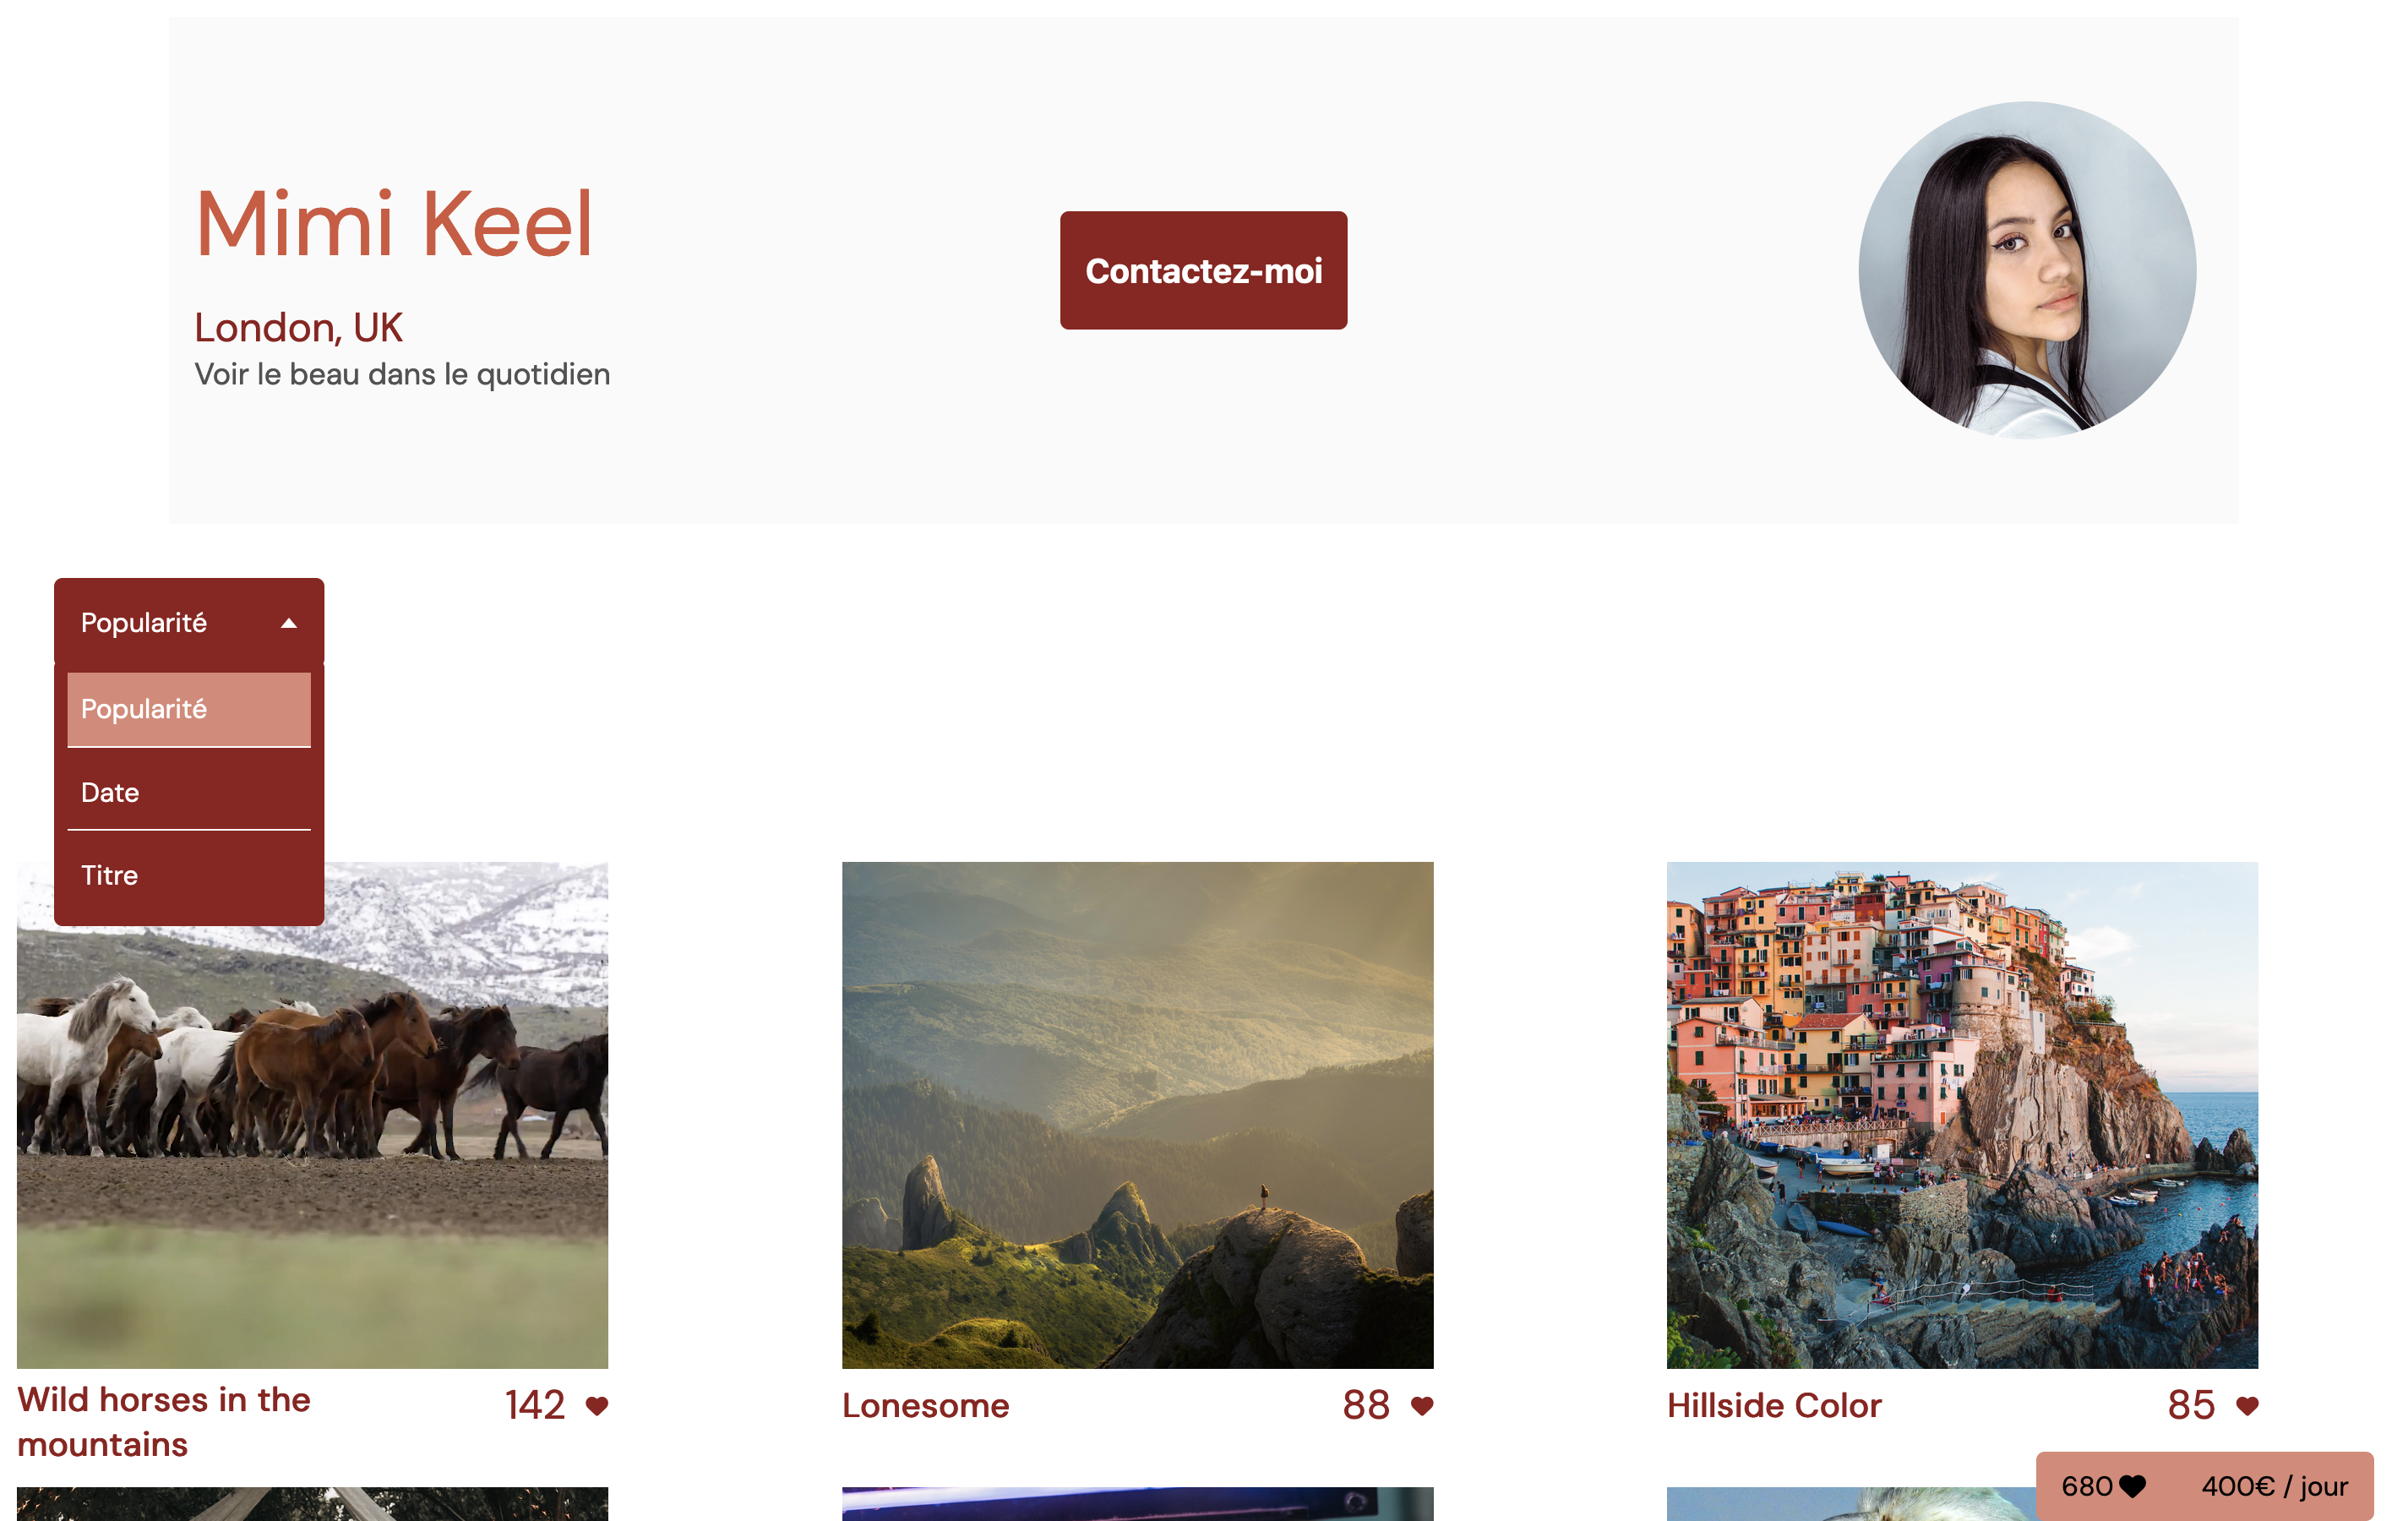 Mimi Keel
London, UK
Voir le beau dans le quotidien
Contactez-moi
Popularité
Popularité
Date
Titre
Wild horses in the
mountains
142
Lonesome
88
Hillside Color
85
680
400€ / jour